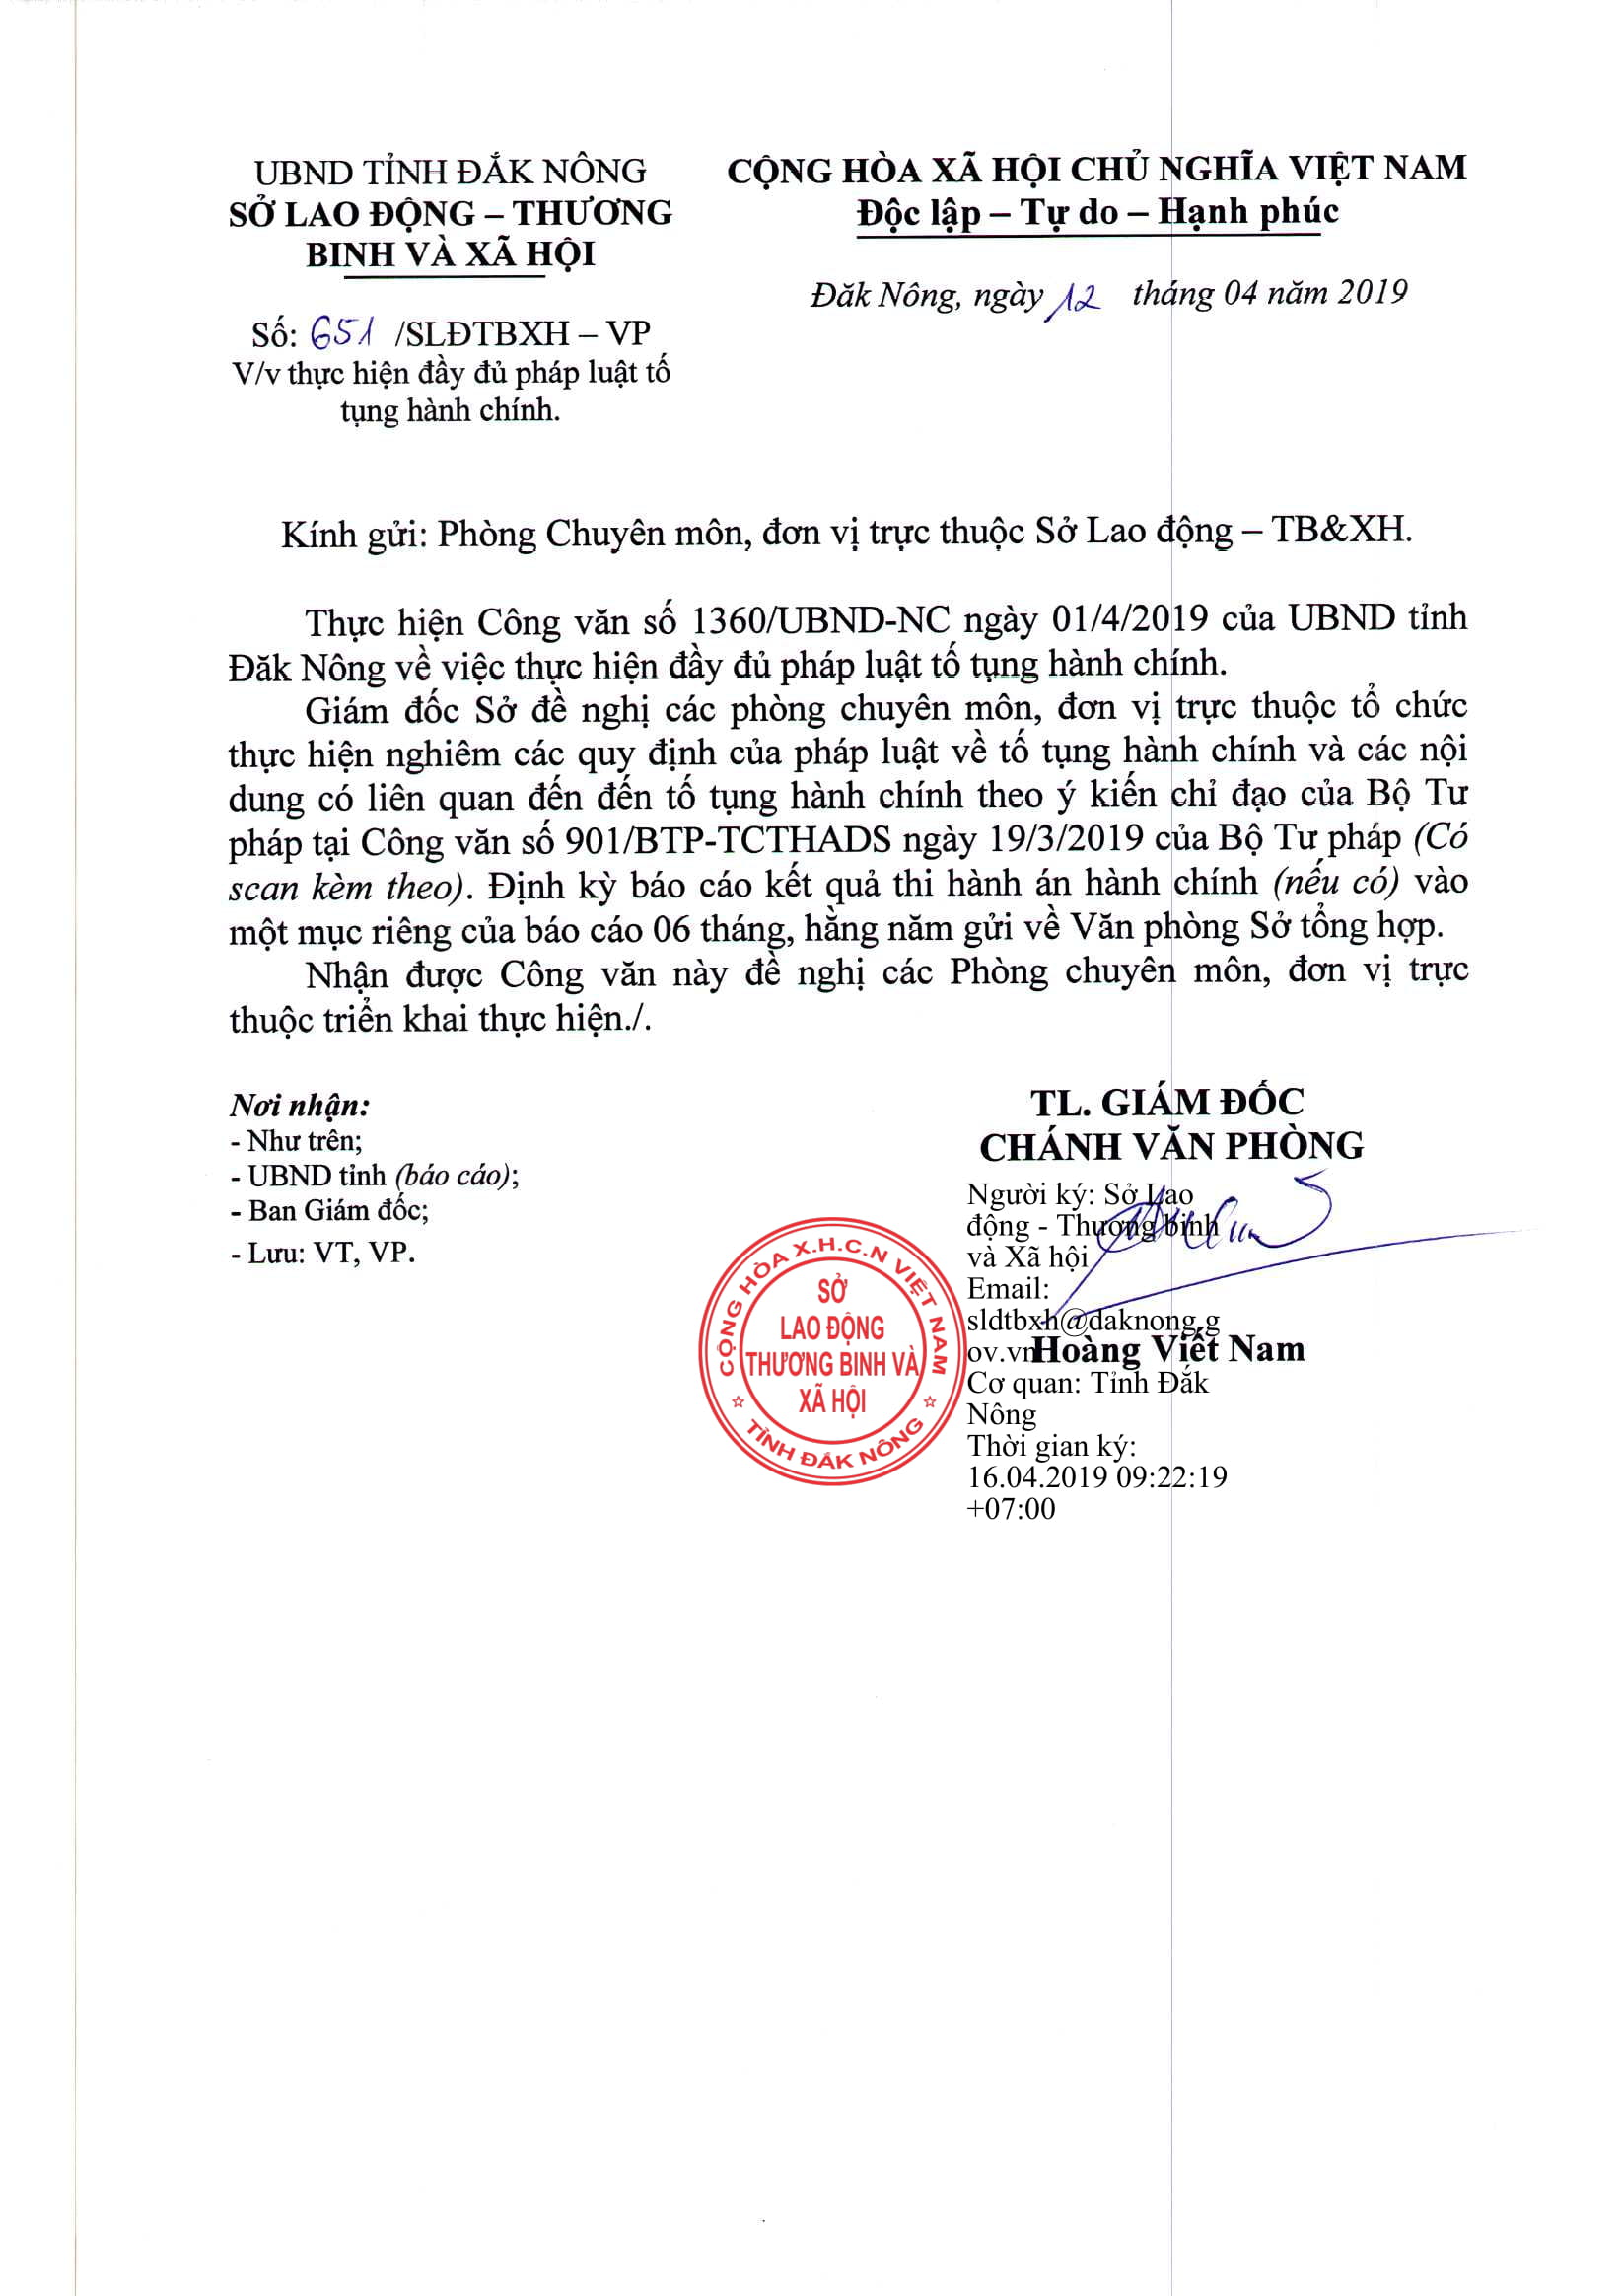 UBND TỈNH ĐẮK NÔNG
SỞ LAO ĐỘNG – THƯƠNG
BINH VÀ XÃ HỘI
CỘNG HÒA XÃ HỘI CHỦ NGHĨA VIỆT NAM
Độc lập – Tự do – Hạnh phúc
Đăk Nông, ngày 12 tháng 04 năm 2019
Số: 651 /SLĐTBXH – VP
V/v thực hiện đầy đủ pháp luật tố
tụng hành chính.
Kính gửi: Phòng Chuyên môn, đơn vị trực thuộc Sở Lao động – TB&XH.
Thực hiện Công văn số 1360/UBND-NC ngày 01/4/2019 của UBND tỉnh
Đăk Nông về việc thực hiện đầy đủ pháp luật tố tụng hành chính.
Giám đốc Sở đề nghị các phòng chuyên môn, đơn vị trực thuộc tổ chức
thực hiện nghiêm các quy định của pháp luật về tố tụng hành chính và các nội
dung có liên quan đến đến tố tụng hành chính theo ý kiến chỉ đạo của Bộ Tư
pháp tại Công văn số 901/BTP-TCTHADS ngày 19/3/2019 của Bộ Tư pháp (Có
scan kèm theo). Định kỳ báo cáo kết quả thi hành án hành chính (nếu có) vào
một mục riêng của báo cáo 06 tháng, hằng năm gửi về Văn phòng Sở tổng hợp.
Nhận được Công văn này đề nghị các Phòng chuyên môn, đơn vị trực
thuộc triển khai thực hiện./.
Nơi nhận:
- Như trên;
- UBND tỉnh (báo cáo);
- Ban Giám đốc;
- Lưu: VT, VP.
TL. GIÁM ĐỐC
CHÁNH VĂN PHÒNG
Người ký: Sở Lao
động - Thương binh
và Xã hội
Email:
sldtbxh@daknong.g
ov.vn
Hoàng Viết Nam
Cơ quan: Tỉnh Đắk
Nông
Thời gian ký:
16.04.2019 09:22:19
+07:00
CỘNG HÒA X.H.C.N VIỆT NAM
SỞ
LAO ĐỘNG
THƯƠNG BINH VÀ
XÃ HỘI
TỈNH ĐẮK NÔNG